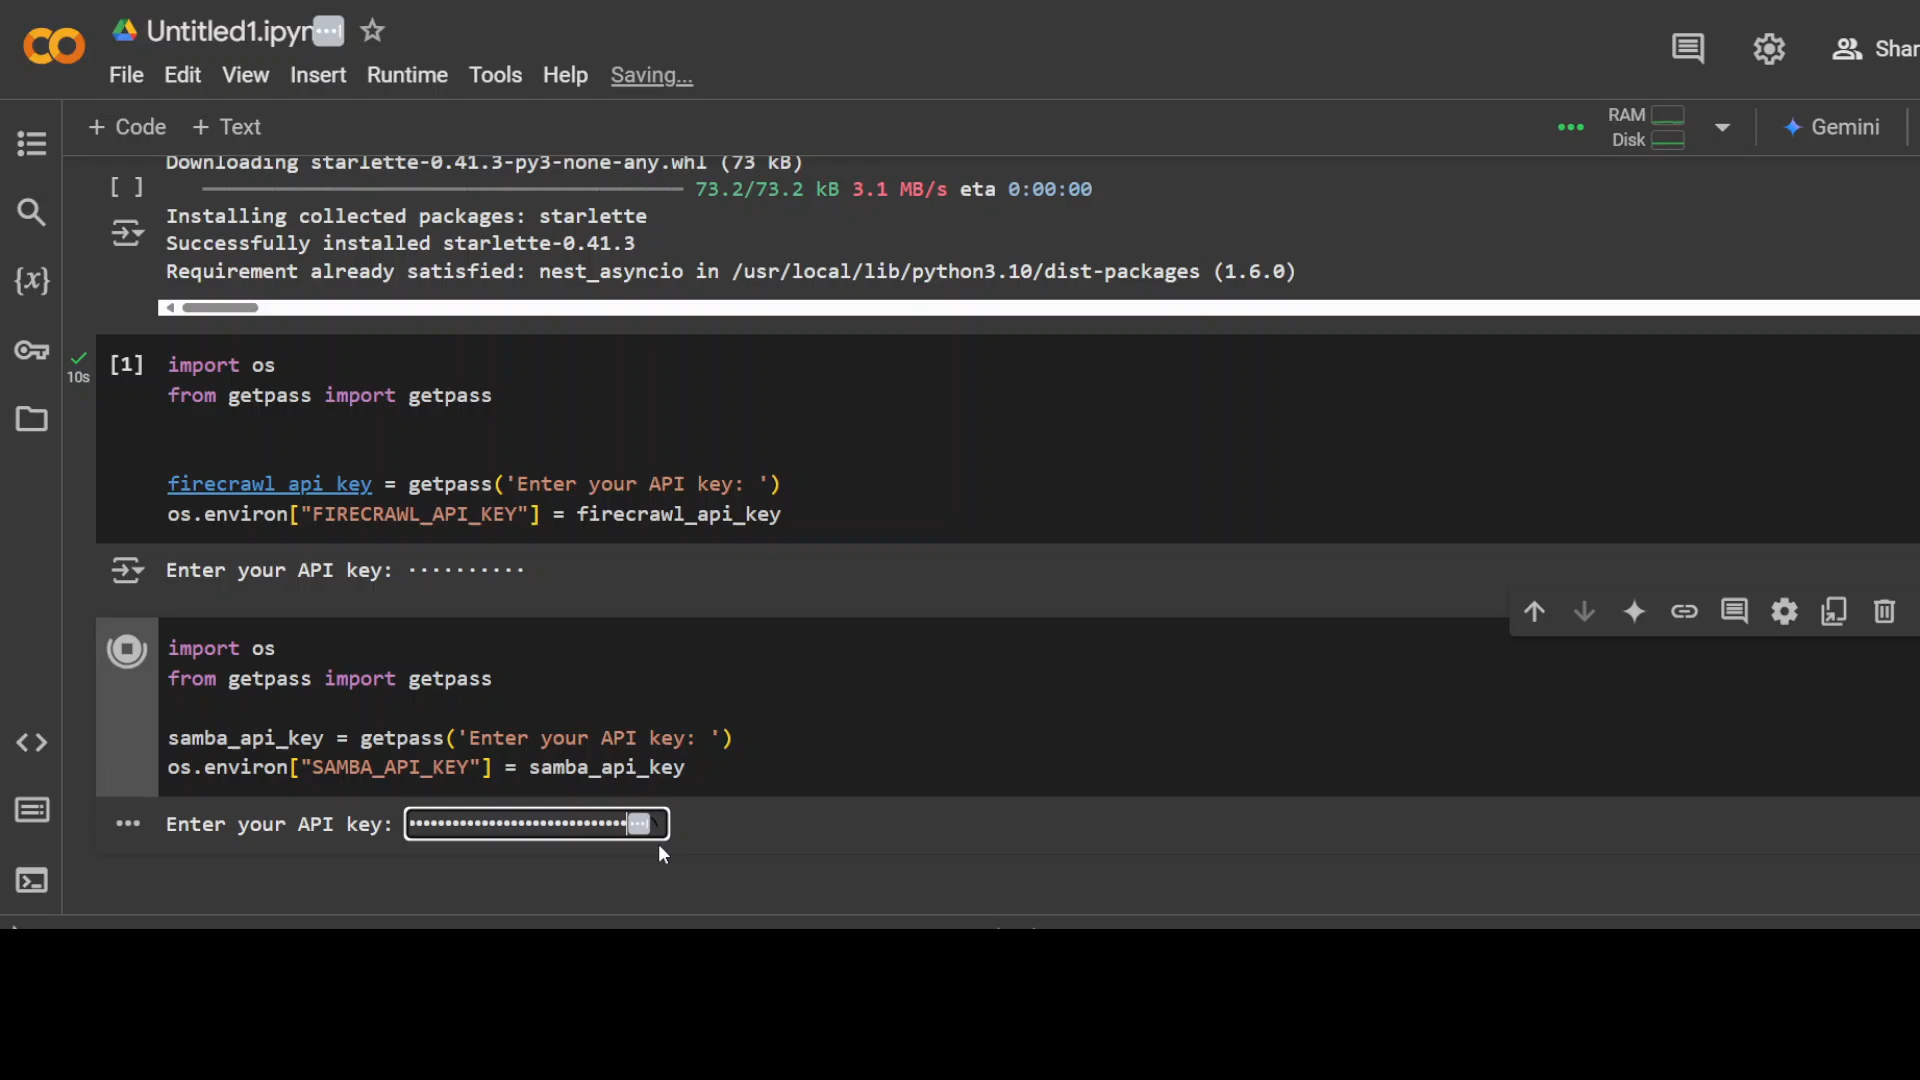 Untitled1.ipyn
File Edit View Insert Runtime Tools Help Saving...
Shar
+ Code + Text
RAM
Disk
Gemini
Downloading starlette-0.41.3-py3-none-any.whl (73 kB)
[ ]
73.2/73.2 kB 3.1 MB/s eta 0:00:00
Installing collected packages: starlette
Successfully installed starlette-0.41.3
Requirement already satisfied: nest_asyncio in /usr/local/lib/python3.10/dist-packages (1.6.0)
[1] import os
10s
from getpass import getpass
firecrawl_api_key = getpass('Enter your API key: ')
os.environ["FIRECRAWL_API_KEY"] = firecrawl_api_key
Enter your API key: ··········
import os
from getpass import getpass
samba_api_key = getpass('Enter your API key: ')
os.environ["SAMBA_API_KEY"] = samba_api_key
Enter your API key: